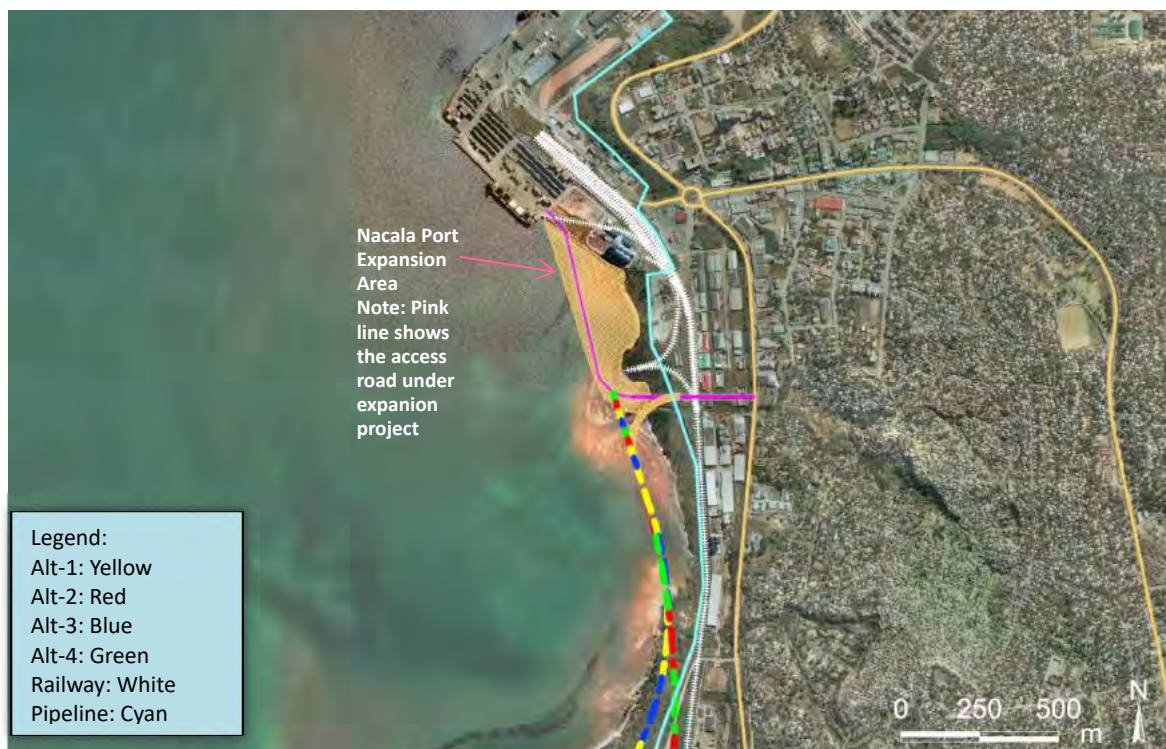 Nacala Port
Expansion
Area
Note: Pink
line shows
the access
road under
expanion
project
Legend:
Alt-1: Yellow
Alt-2: Red
Alt-3: Blue
Alt-4: Green
Railway: White
Pipeline: Cyan
0 250 500
m
N